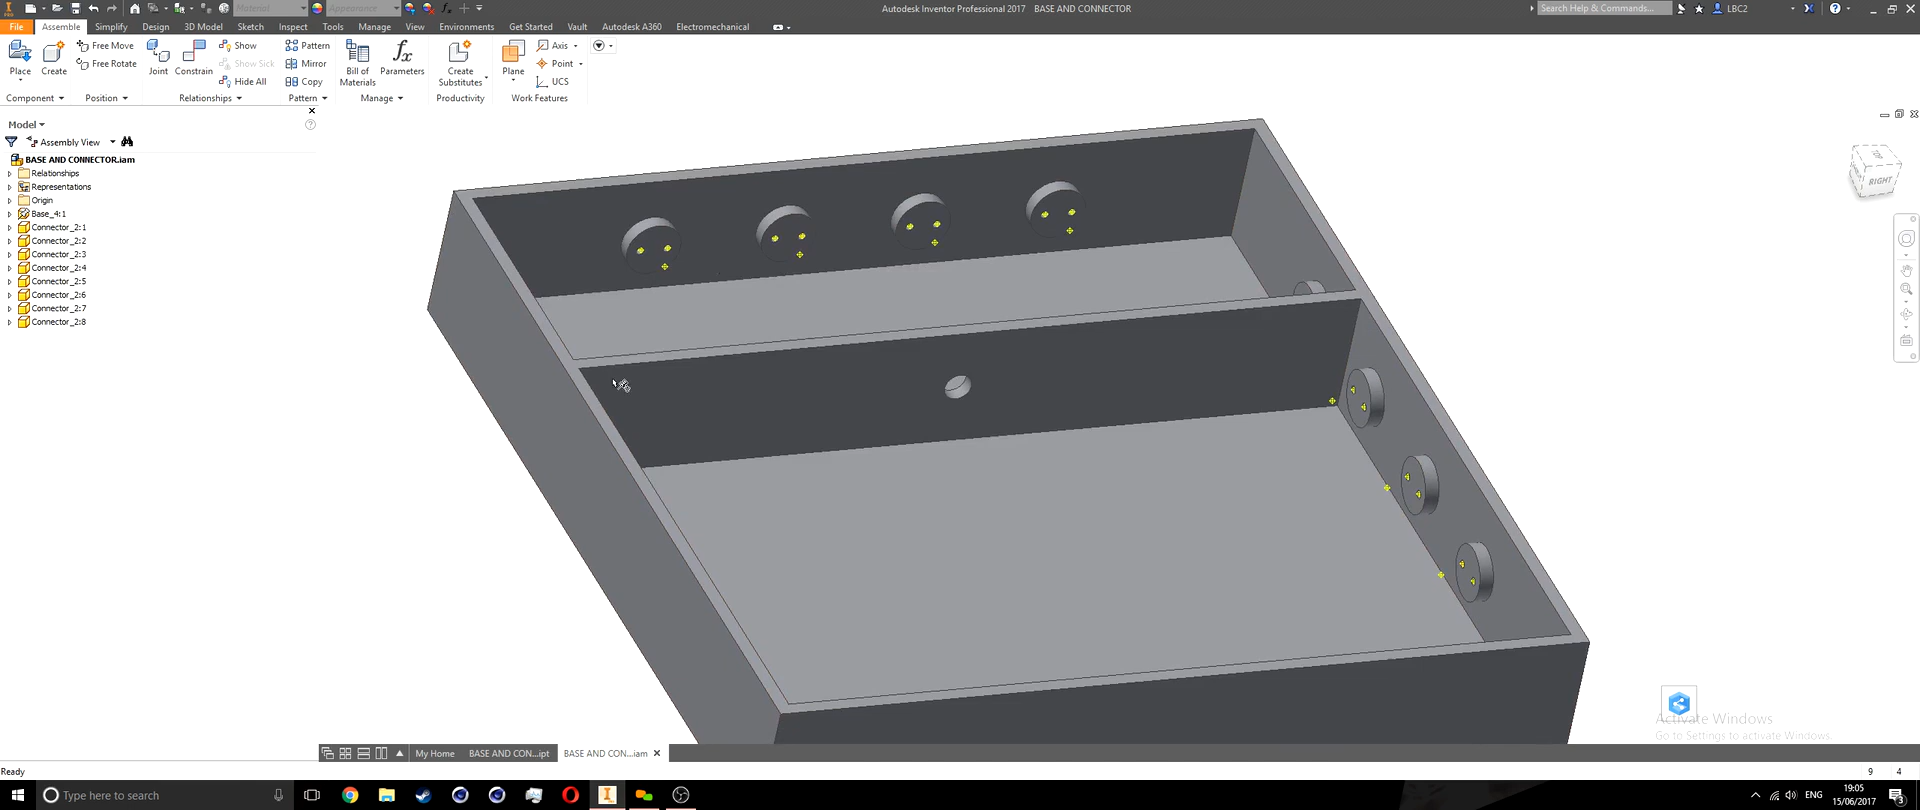 Material
Appearance
Autodesk Inventor Professional 2017 BASE AND CONNECTOR
Search Help & Commands...
LBC2
File Assemble Simplify Design 3D Model Sketch Inspect Tools Manage View Environments Get Started Vault Autodesk A360 Electromechanical
Place
Create
Free Move
Free Rotate
Joint
Constrain
Show
Show Sick
Hide All
Pattern
Mirror
Copy
Bill of
Materials
Parameters
Create
Substitutes
Plane
Axis
Point
UCS
Component Position Relationships Pattern Manage Productivity Work Features
Model
Assembly View
BASE AND CONNECTOR.iam
Relationships
Representations
Origin
Base_4:1
Connector_2:1
Connector_2:2
Connector_2:3
Connector_2:4
Connector_2:5
Connector_2:6
Connector_2:7
Connector_2:8
RIGHT
Activate Windows
Go to Settings to activate Windows.
My Home BASE AND CON...ipt BASE AND CON...iam
Ready
9 4
Type here to search
ENG
19:05
15/06/2017
3